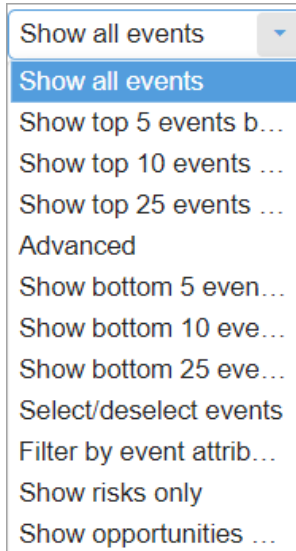 Show all events
Show all events
Show top 5 events b...
Show top 10 events ...
Show top 25 events ...
Advanced
Show bottom 5 even...
Show bottom 10 eve...
Show bottom 25 eve...
Select/deselect events
Filter by event attrib...
Show risks only
Show opportunities ...